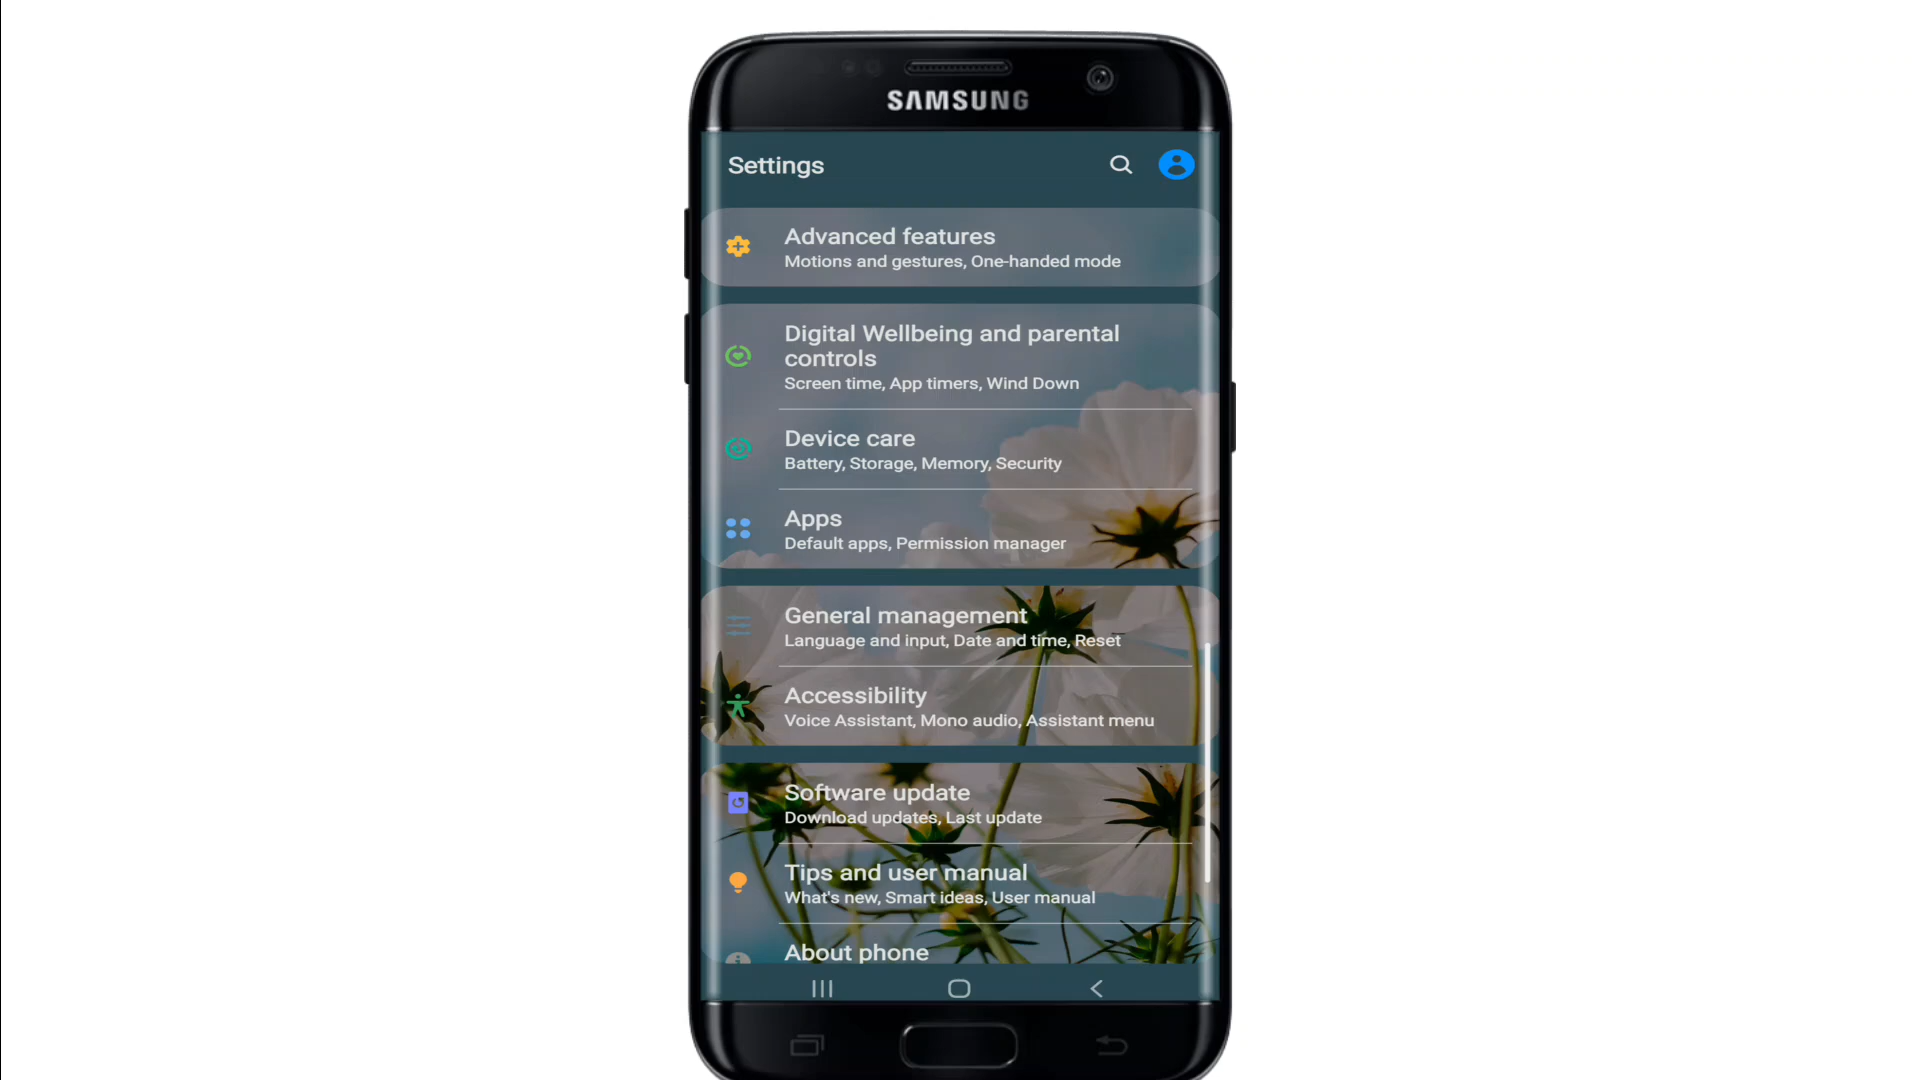 SAMSUNG
Settings
Advanced features
Motions and gestures, One-handed mode
Digital Wellbeing and parental
controls
Screen time, App timers, Wind Down
Device care
Battery, Storage, Memory, Security
Apps
Default apps, Permission manager
General management
Language and input, Date and time, Reset
Accessibility
Voice Assistant, Mono audio, Assistant menu
Software update
Download updates, Last update
Tips and user manual
What's new, Smart ideas, User manual
About phone